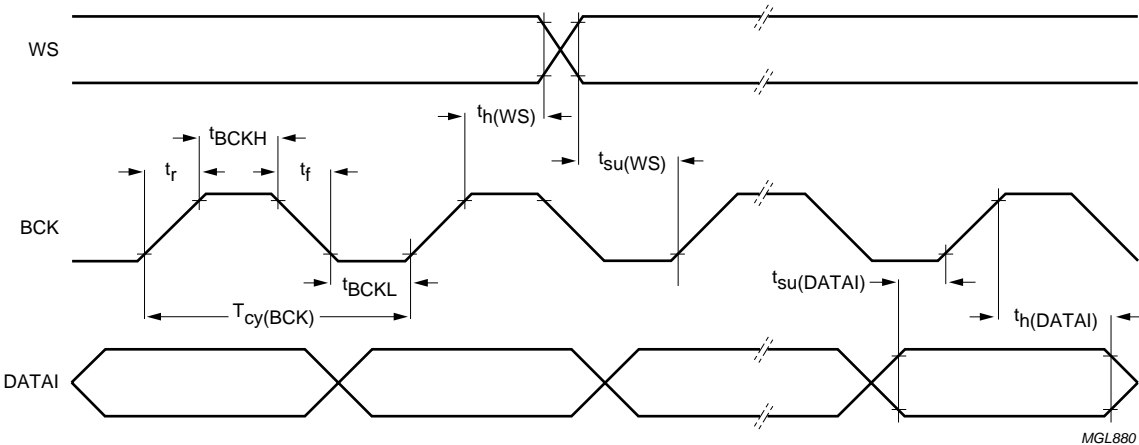 WS
th(WS)
tBCKH
tr
tf
tsu(WS)
BCK
tBCKL
tsu(DATAI)
Tcy(BCK)
th(DATAI)
DATAI
MGL880